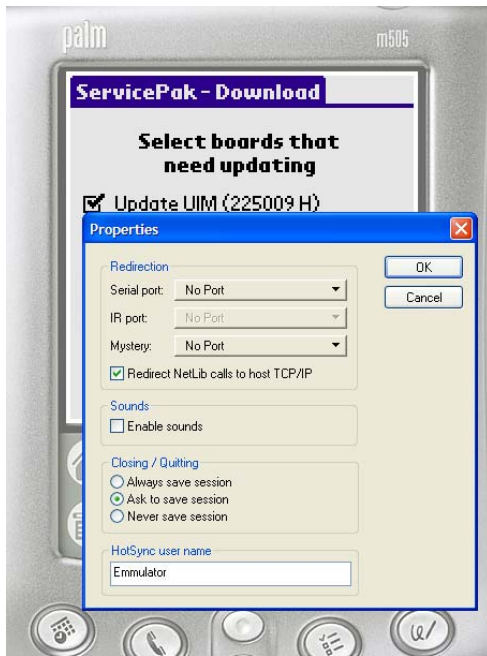 palm m505
ServicePak - Download
Select boards that
need updating
Update UIM (225009 H)
Properties
Redirection
Serial port: No Port
IR port: No Port
Mystery: No Port
Redirect NetLib calls to host TCP/IP
OK
Cancel
Sounds
Enable sounds
Closing / Quitting
Always save session
Ask to save session
Never save session
HotSync user name
Emmulator